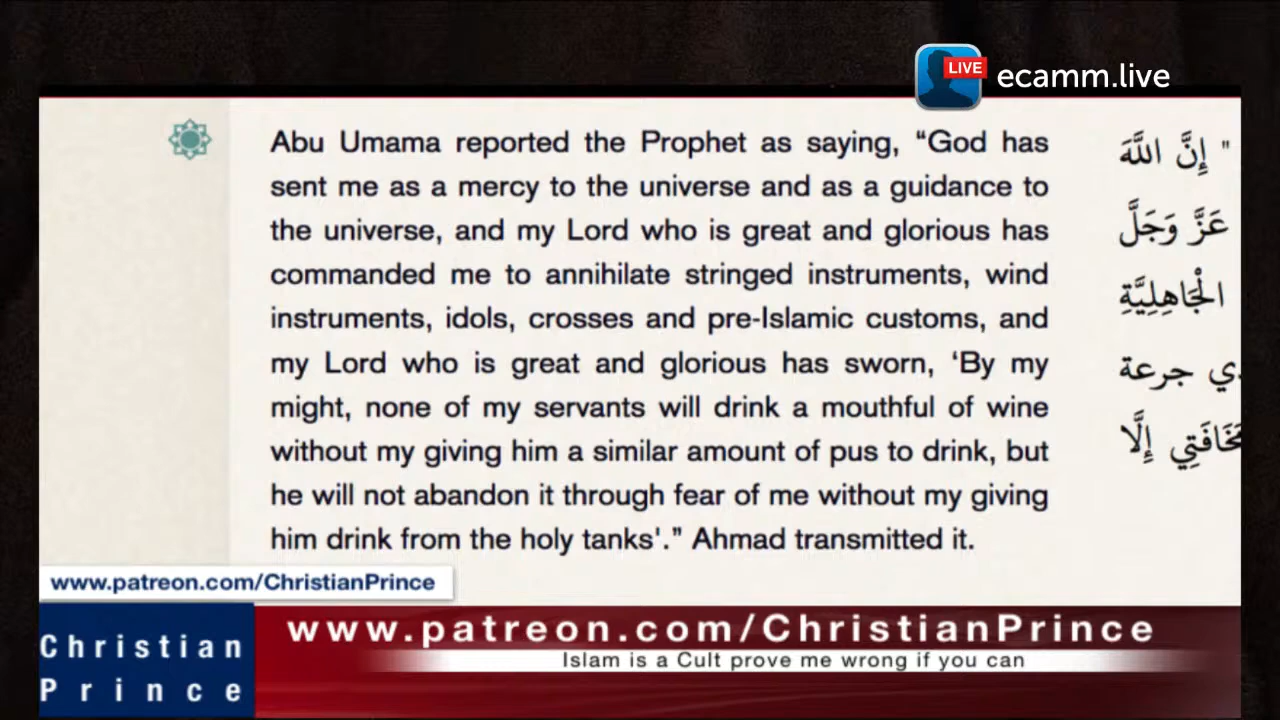 LIVE
ecamm.live
Abu Umama reported the Prophet as saying, “God has
sent me as a mercy to the universe and as a guidance to
the universe, and my Lord who is great and glorious has
commanded me to annihilate stringed instruments, wind
instruments, idols, crosses and pre-Islamic customs, and
my Lord who is great and glorious has sworn, ‘By my
might, none of my servants will drink a mouthful of wine
without my giving him a similar amount of pus to drink, but
he will not abandon it through fear of me without my giving
him drink from the holy tanks'.” Ahmad transmitted it.
" إِنَّ اللَّهَ
عَزَّ وَجَلَّ
الْجَاهِلِيَّةِ
جرعة
إِلَّا
www.patreon.com/ChristianPrince
Christian
Prince
www.patreon.com/ChristianPrince
Islam is a Cult prove me wrong if you can